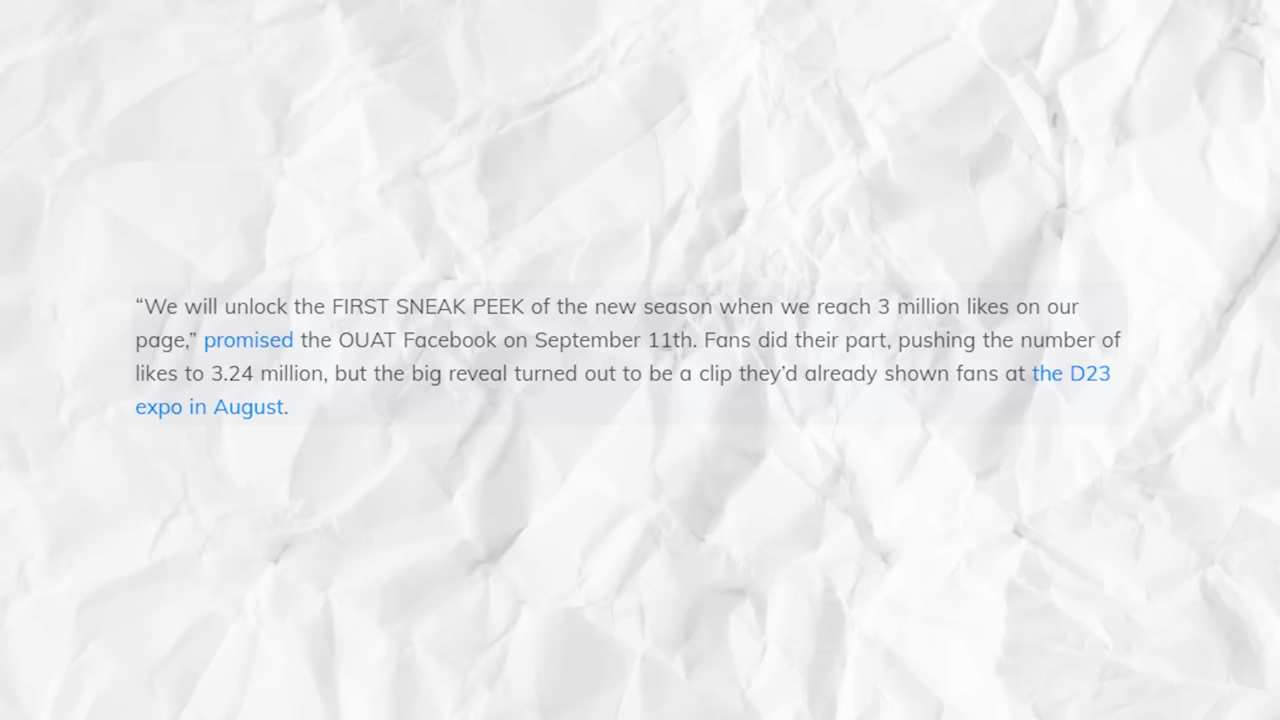 “We will unlock the FIRST SNEAK PEEK of the new season when we reach 3 million likes on our
page,” promised the OUAT Facebook on September 11th. Fans did their part, pushing the number of
likes to 3.24 million, but the big reveal turned out to be a clip they’d already shown fans at the D23
expo in August.